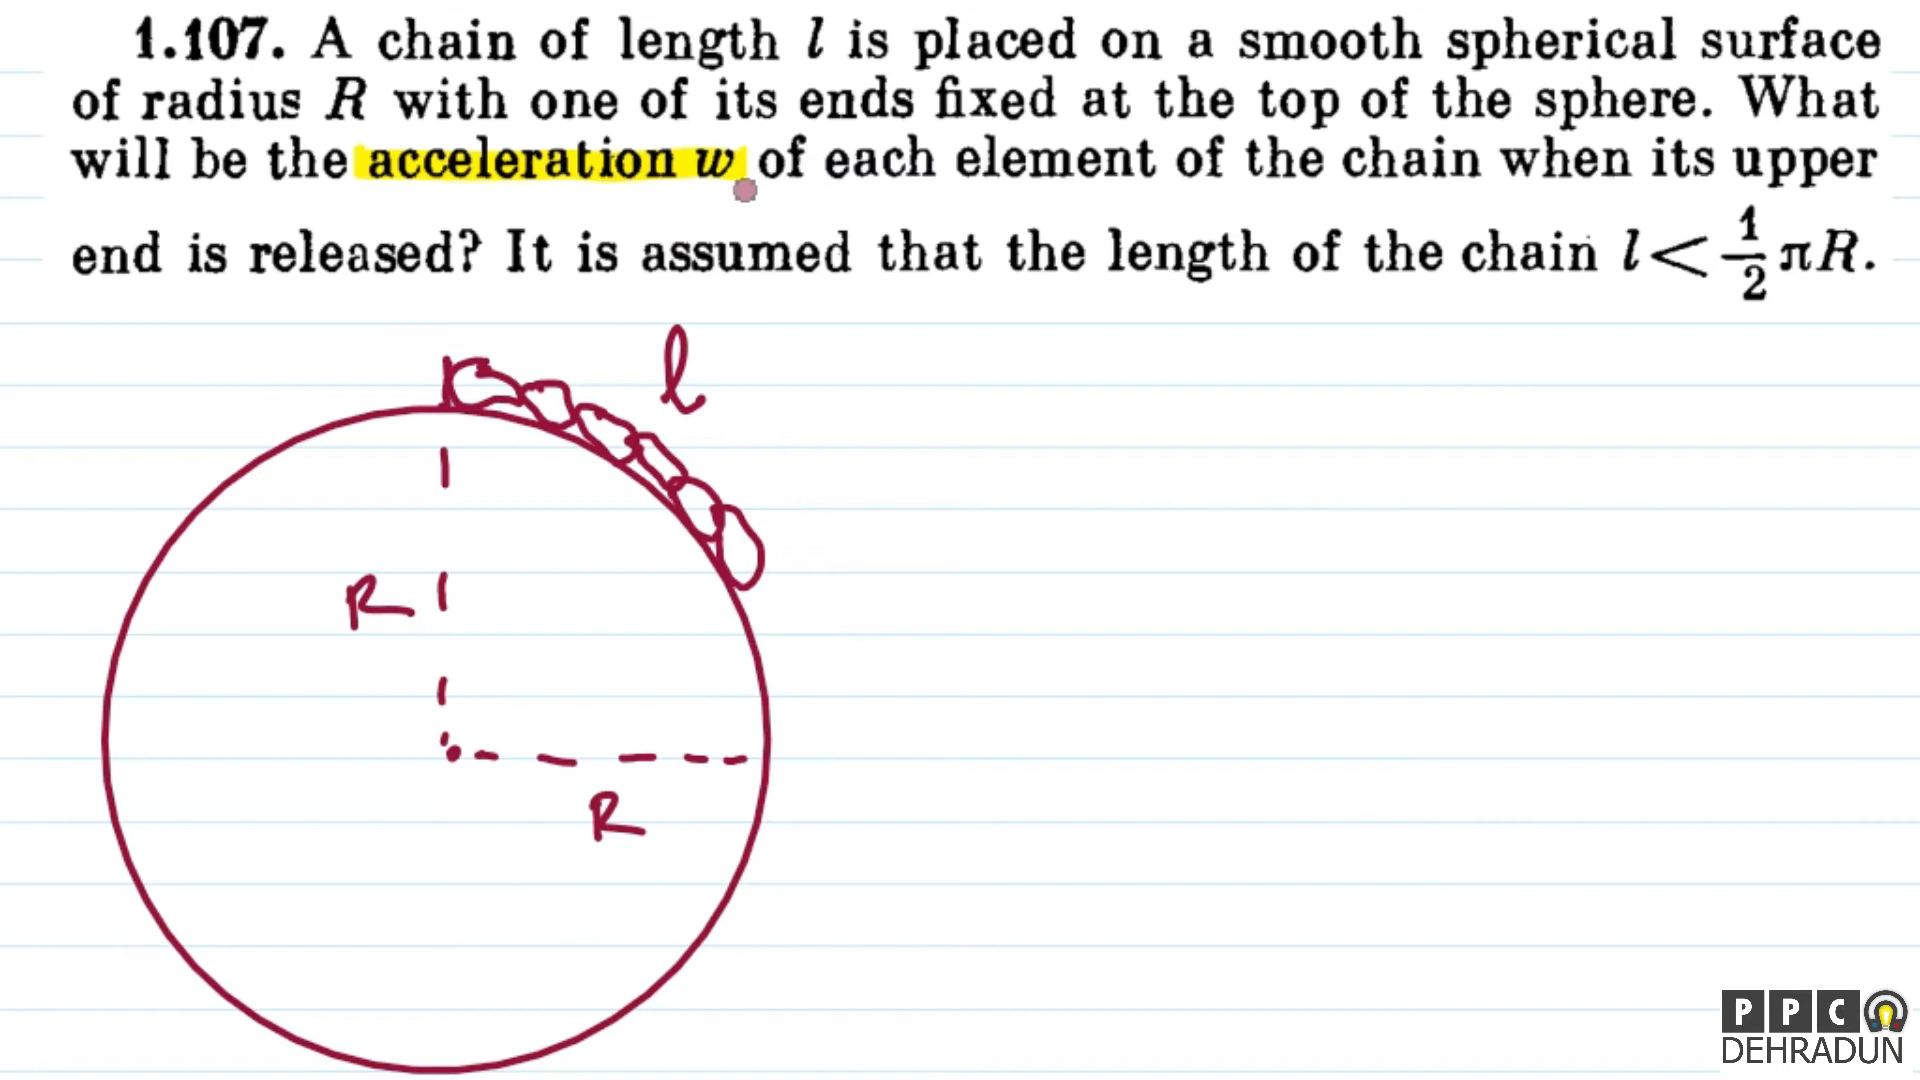 1.107. A chain of length l is placed on a smooth spherical surface
of radius R with one of its ends fixed at the top of the sphere. What
will be the acceleration w of each element of the chain when its upper
end is released? It is assumed that the length of the chain l < 1/2 πR.
l
R
R
PPC
DEHRADUN